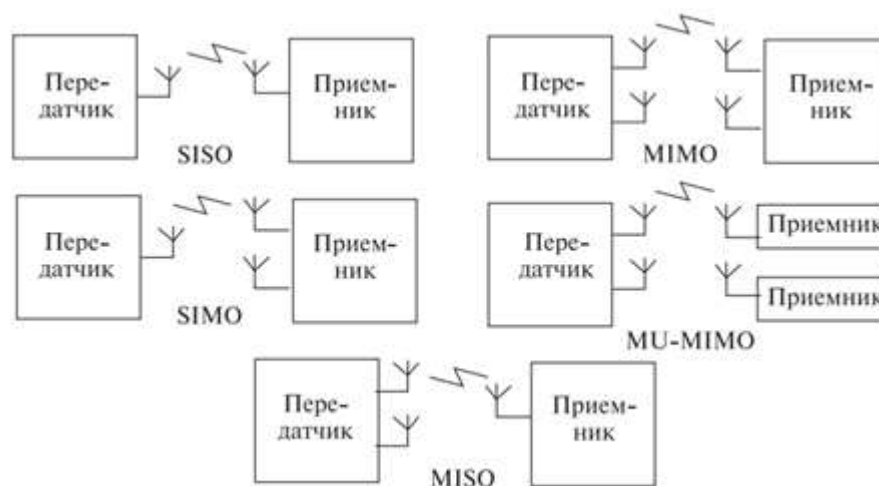 Пере-
датчик
Прием-
ник
SISO
Пере-
датчик
Прием-
ник
MIMO
Пере-
датчик
Прием-
ник
SIMO
Пере-
датчик
Приемник
Приемник
MU-MIMO
Пере-
датчик
Прием-
ник
MISO